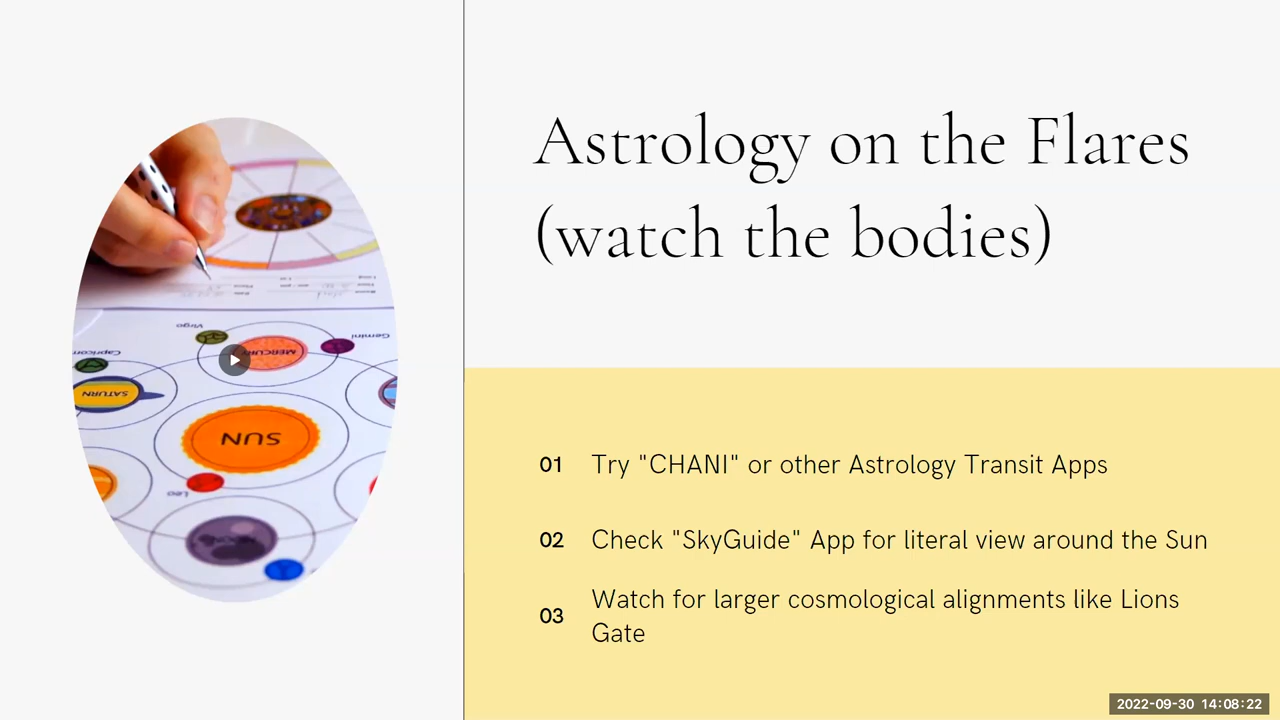 Astrology on the Flares
(watch the bodies)
01 Try "CHANI" or other Astrology Transit Apps
02 Check "SkyGuide" App for literal view around the Sun
03 Watch for larger cosmological alignments like Lions
Gate
Virgo
Gemini
MERCURY
Capricorn
SATURN
SUN
Leo
2022-09-30 14:08:22